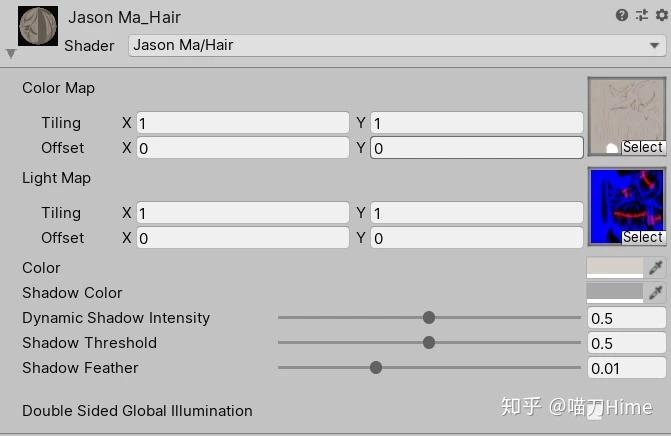 Jason Ma_Hair
Shader Jason Ma/Hair
Color Map
Tiling X 1 Y 1
Offset X 0 Y 0
Select
Light Map
Tiling X 1 Y 1
Offset X 0 Y 0
Select
Color
Shadow Color
Dynamic Shadow Intensity 0.5
Shadow Threshold 0.5
Shadow Feather 0.01
Double Sided Global Illumination
知乎 @喵刀Hime